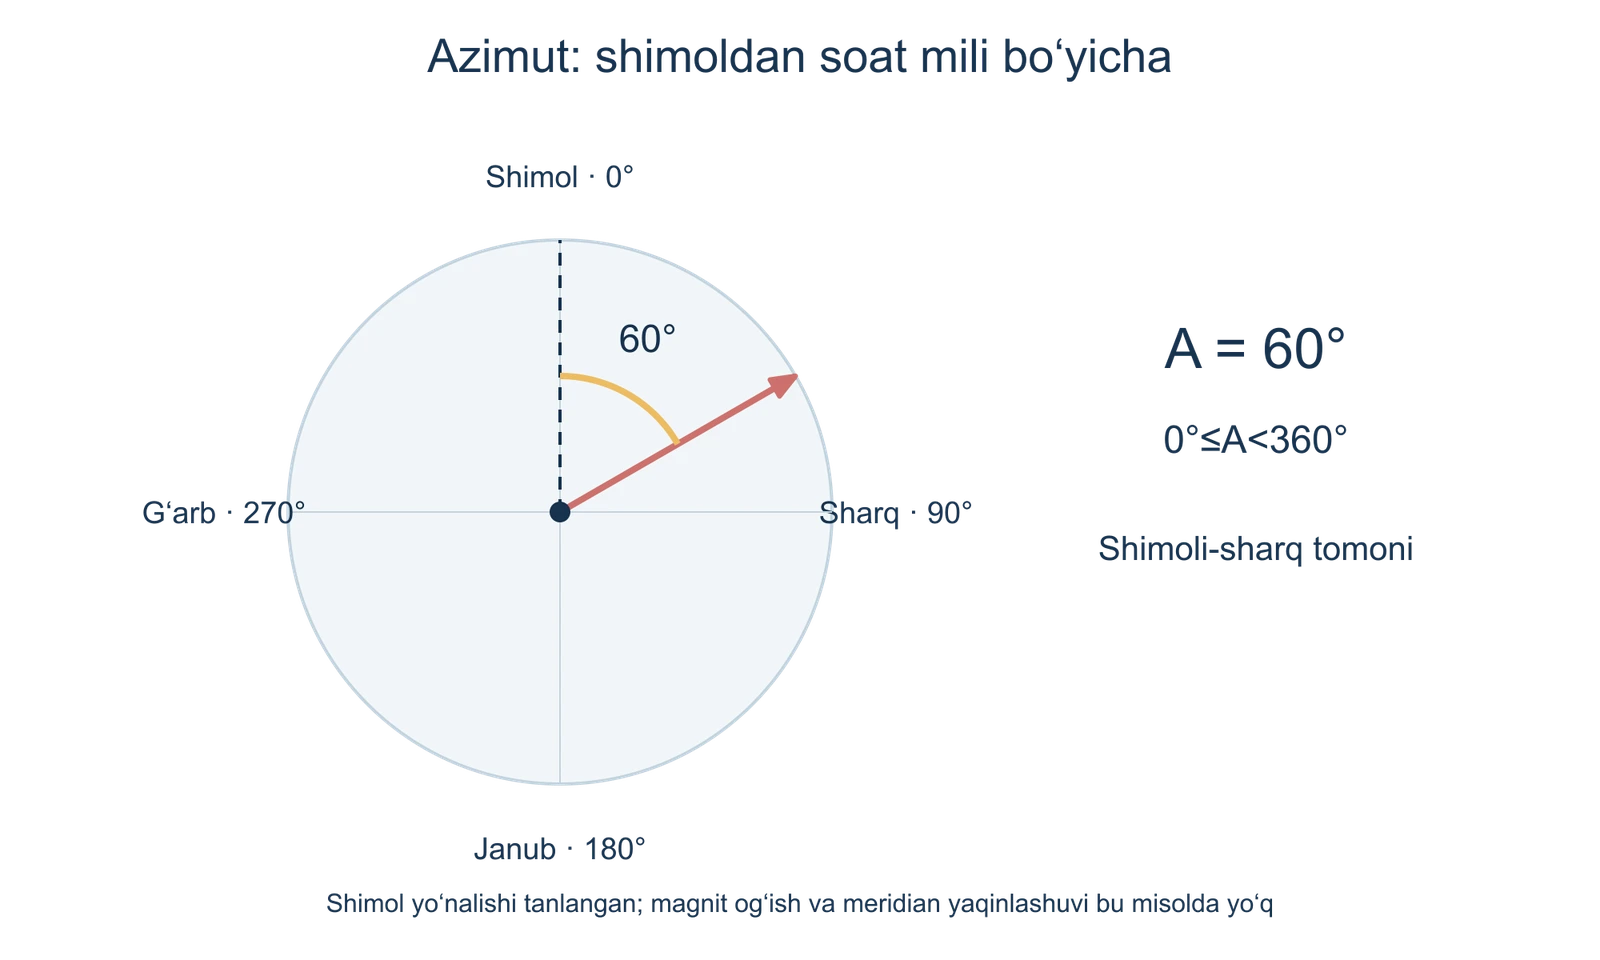 Azimut: shimoldan soat mili bo‘yicha
Shimol · 0°
60°
A = 60°
0°≤A<360°
G‘arb · 270°
Sharq · 90°
Shimoli-sharq tomoni
Janub · 180°
Shimol yo‘nalishi tanlangan; magnit og‘ish va meridian yaqinlashuvi bu misolda yo‘q